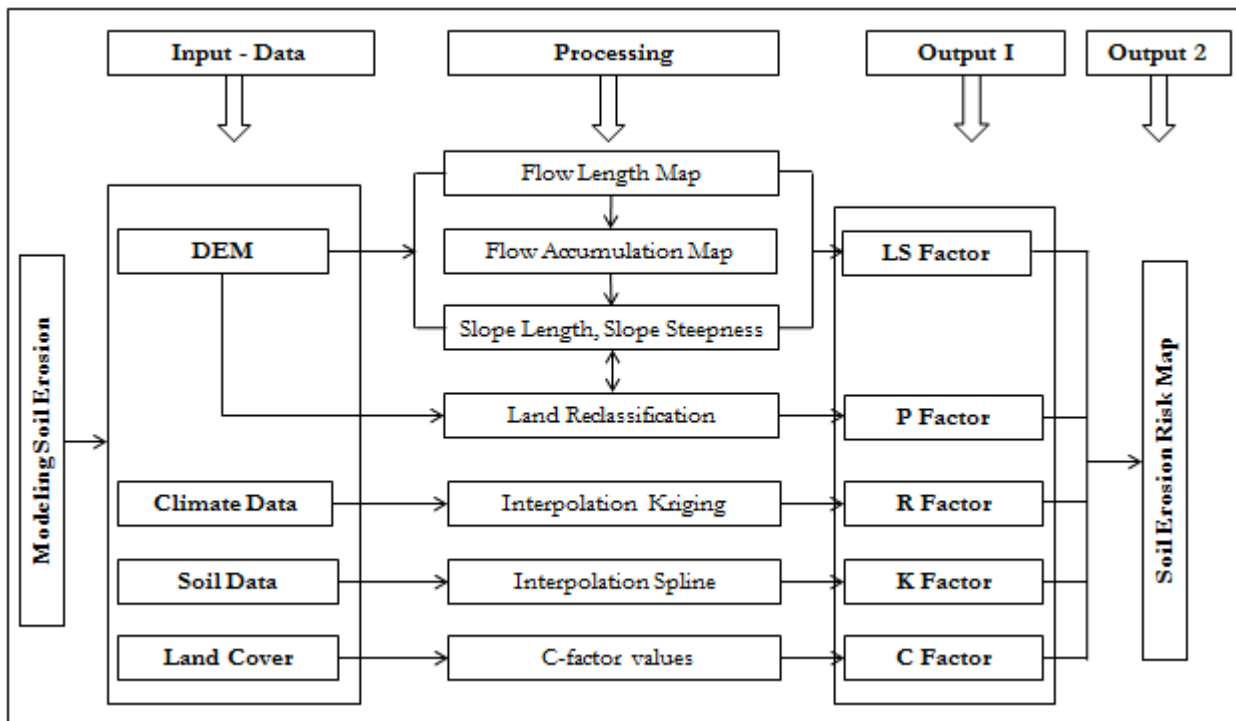 Input - Data
Processing
Output I
Output 2
Flow Length Map
DEM
Flow Accumulation Map
LS Factor
Slope Length, Slope Steepness
Land Reclassification
P Factor
Modeling Soil Erosion
Soil Erosion Risk Map
Climate Data
Interpolation Kriging
R Factor
Soil Data
Interpolation Spline
K Factor
Land Cover
C-factor values
C Factor